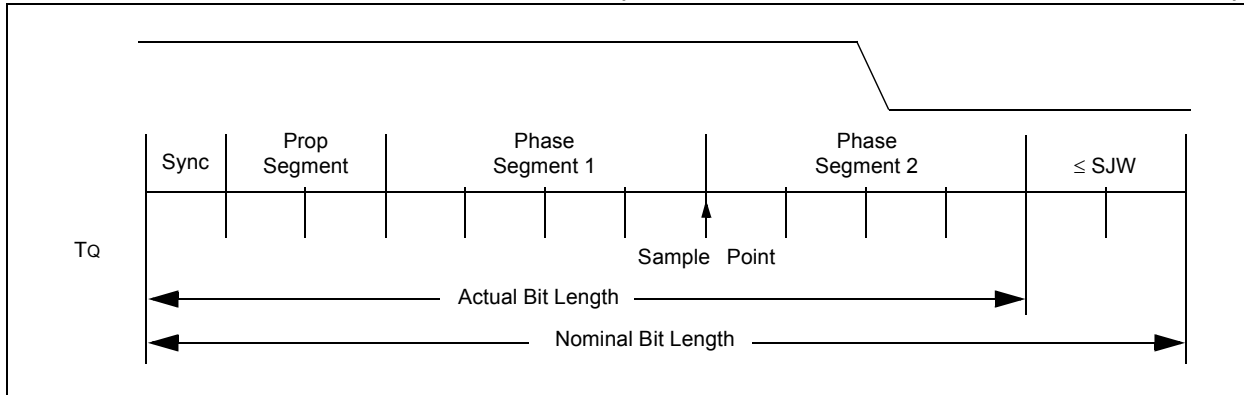 Sync
Prop
Segment
Phase
Segment 1
Phase
Segment 2
≤ SJW
TQ
Sample Point
Actual Bit Length
Nominal Bit Length